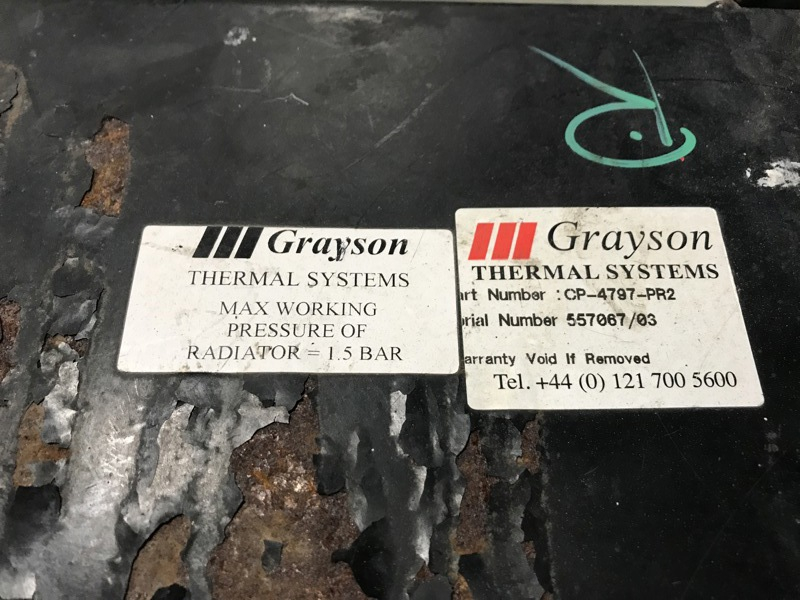 Grayson
THERMAL SYSTEMS
MAX WORKING
PRESSURE OF
RADIATOR = 1.5 BAR
Grayson
THERMAL SYSTEMS
rt Number : CP-4797-PR2
rial Number 557067/03
arranty Void If Removed
Tel. +44 (0) 121 700 5600